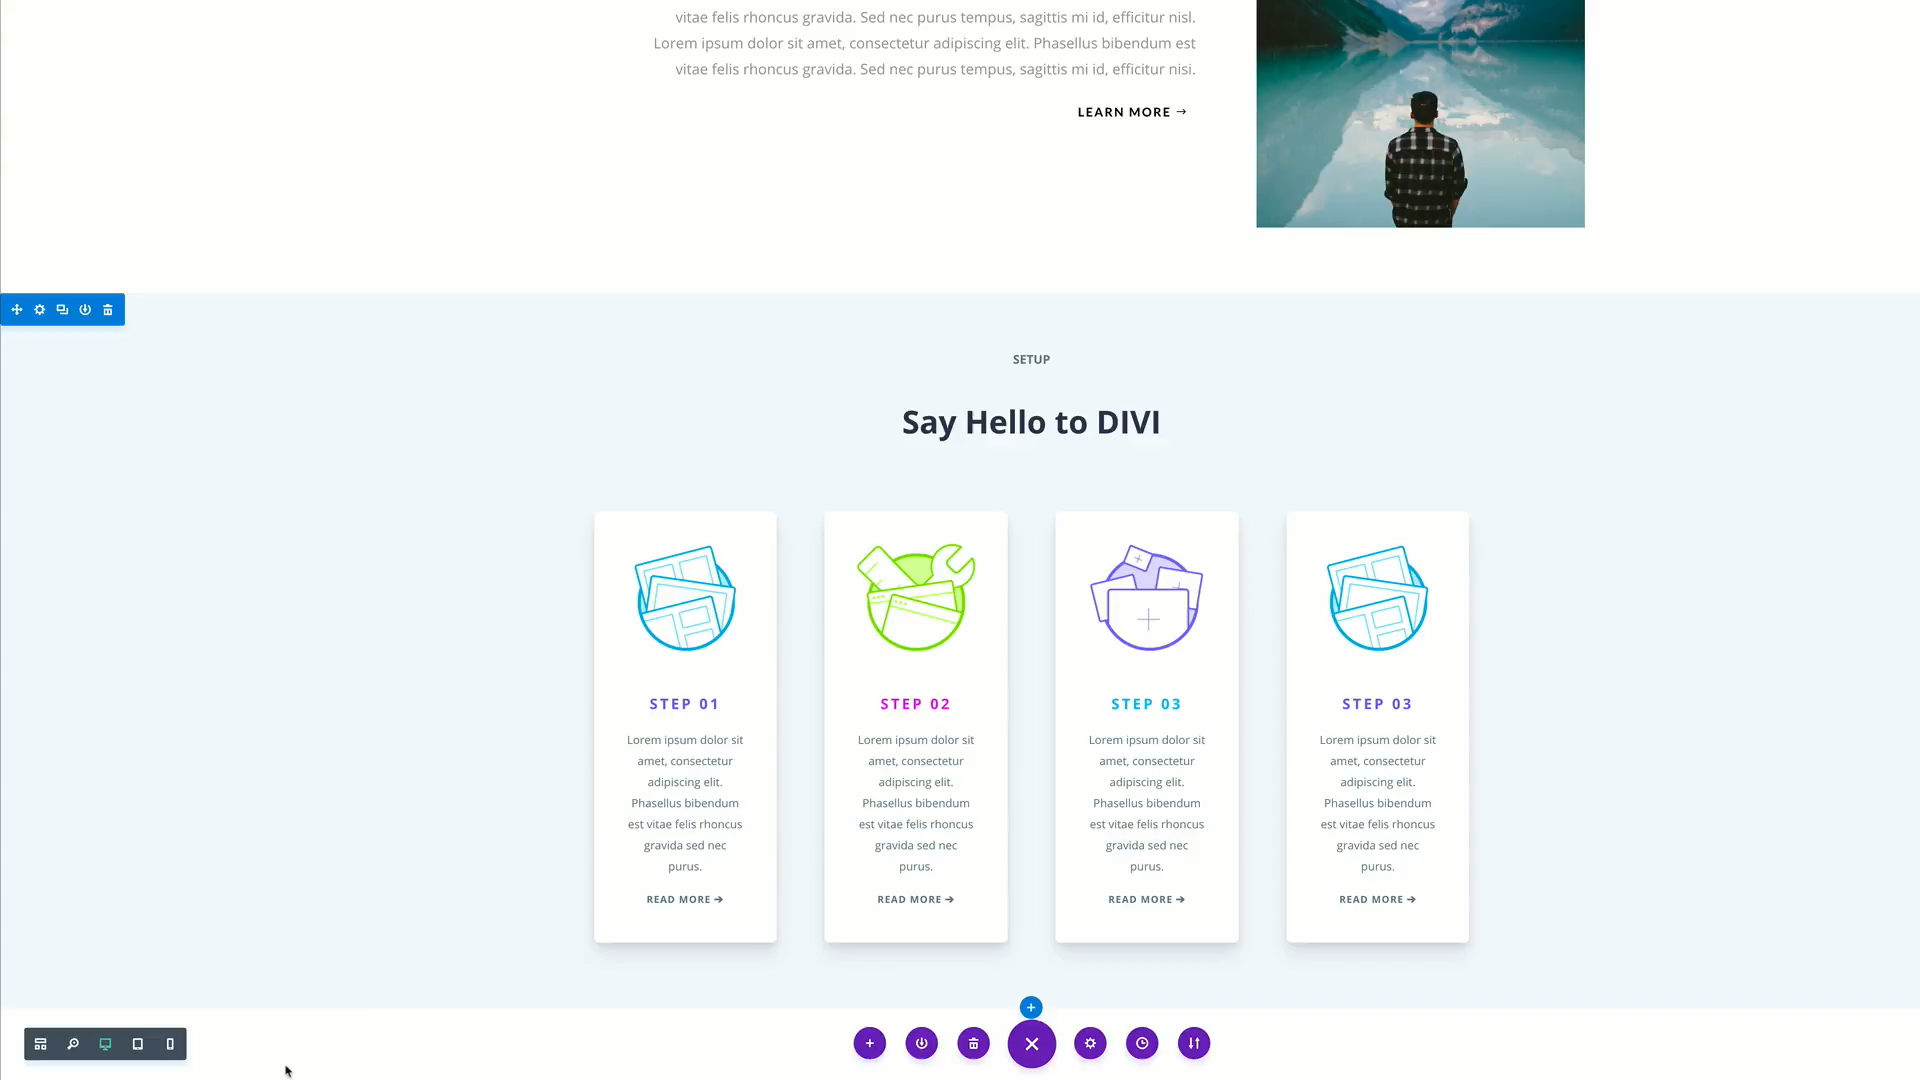 vitae felis rhoncus gravida. Sed nec purus tempus, sagittis mi id, efficitur nisl.
Lorem ipsum dolor sit amet, consectetur adipiscing elit. Phasellus bibendum est
vitae felis rhoncus gravida. Sed nec purus tempus, sagittis mi id, efficitur nisi.
LEARN MORE →
SETUP
Say Hello to DIVI
STEP 01
Lorem ipsum dolor sit
amet, consectetur
adipiscing elit.
Phasellus bibendum
est vitae felis rhoncus
gravida sed nec
purus.
READ MORE →
STEP 02
Lorem ipsum dolor sit
amet, consectetur
adipiscing elit.
Phasellus bibendum
est vitae felis rhoncus
gravida sed nec
purus.
READ MORE →
STEP 03
Lorem ipsum dolor sit
amet, consectetur
adipiscing elit.
Phasellus bibendum
est vitae felis rhoncus
gravida sed nec
purus.
READ MORE →
STEP 03
Lorem ipsum dolor sit
amet, consectetur
adipiscing elit.
Phasellus bibendum
est vitae felis rhoncus
gravida sed nec
purus.
READ MORE →